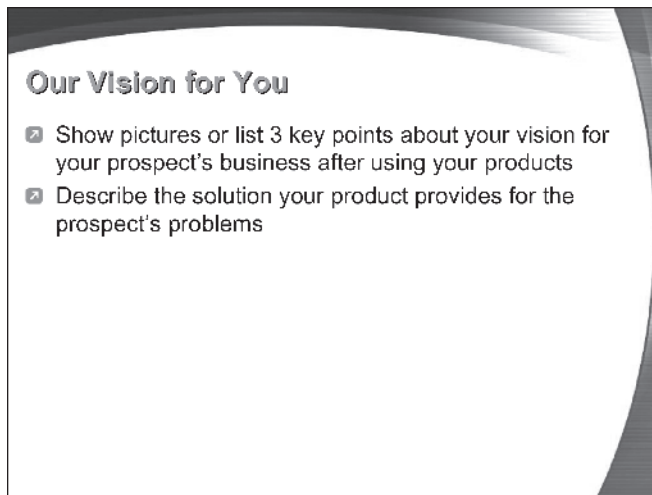 Our Vision for You
Show pictures or list 3 key points about your vision for
your prospect's business after using your products
Describe the solution your product provides for the
prospect's problems